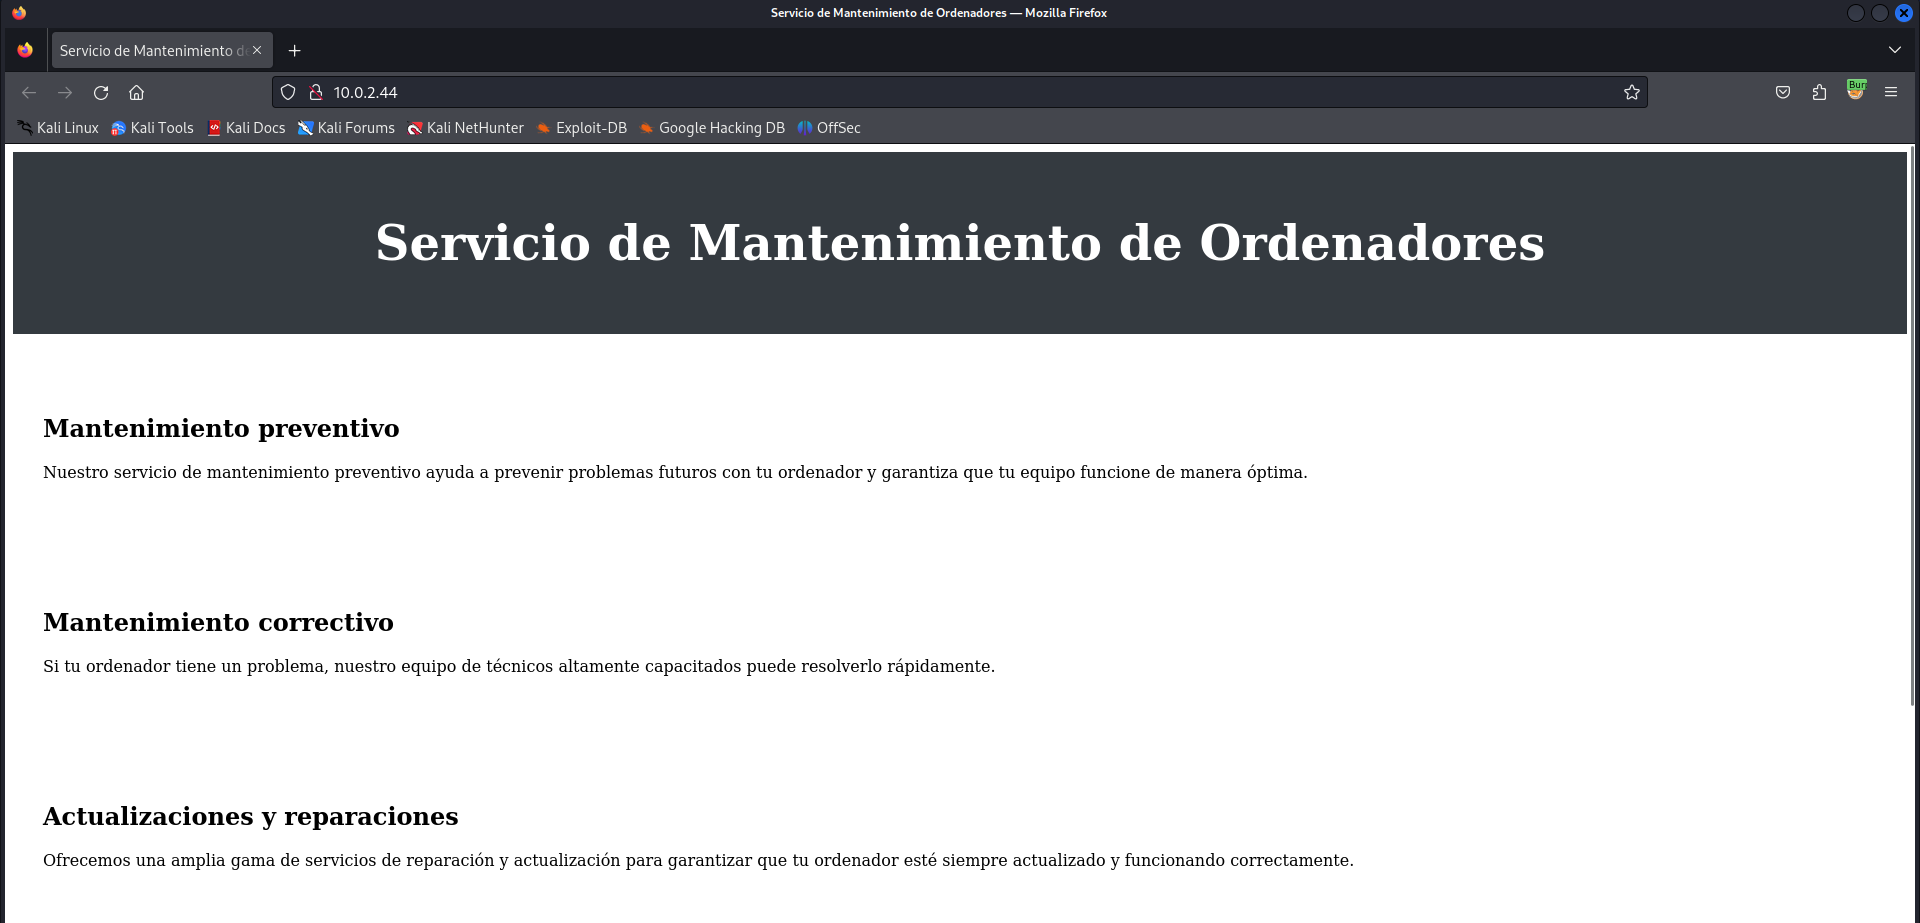 Servicio de Mantenimiento de Ordenadores — Mozilla Firefox
Servicio de Mantenimiento de
10.0.2.44
Burp
Kali Linux Kali Tools Kali Docs Kali Forums Kali NetHunter Exploit-DB Google Hacking DB OffSec
Servicio de Mantenimiento de Ordenadores
Mantenimiento preventivo
Nuestro servicio de mantenimiento preventivo ayuda a prevenir problemas futuros con tu ordenador y garantiza que tu equipo funcione de manera óptima.
Mantenimiento correctivo
Si tu ordenador tiene un problema, nuestro equipo de técnicos altamente capacitados puede resolverlo rápidamente.
Actualizaciones y reparaciones
Ofrecemos una amplia gama de servicios de reparación y actualización para garantizar que tu ordenador esté siempre actualizado y funcionando correctamente.